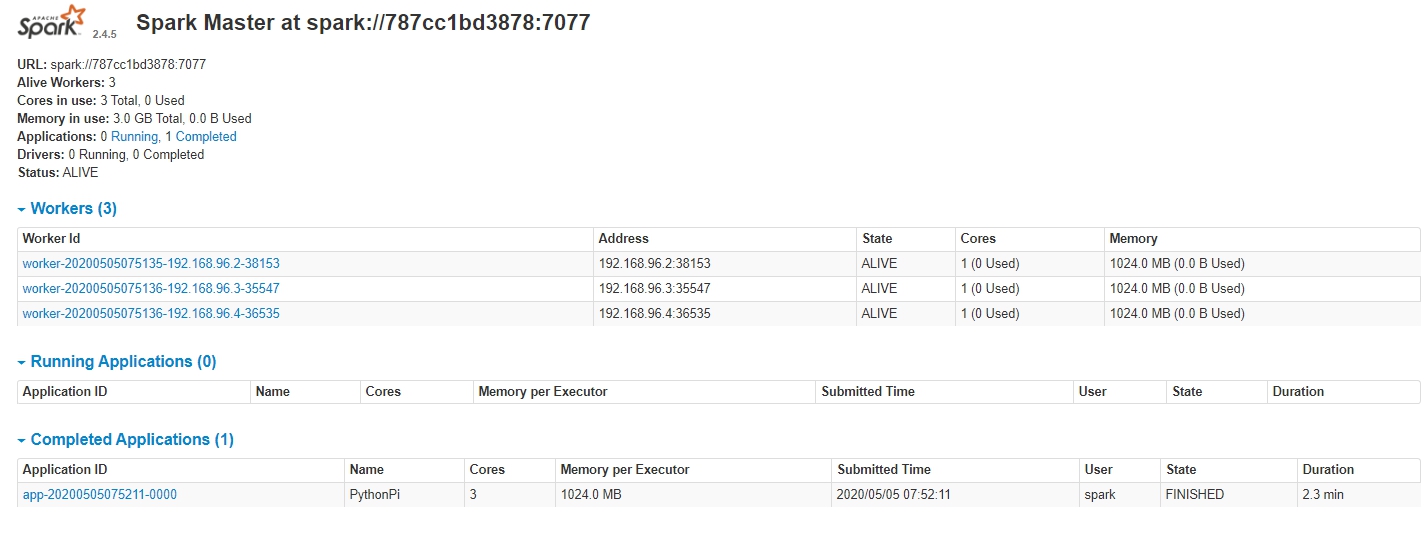 APACHE
Spark 2.4.5 Spark Master at spark://787cc1bd3878:7077
URL: spark://787cc1bd3878:7077
Alive Workers: 3
Cores in use: 3 Total, 0 Used
Memory in use: 3.0 GB Total, 0.0 B Used
Applications: 0 Running, 1 Completed
Drivers: 0 Running, 0 Completed
Status: ALIVE
Workers (3)
Worker Id Address State Cores Memory
worker-20200505075135-192.168.96.2-38153 192.168.96.2:38153 ALIVE 1 (0 Used) 1024.0 MB (0.0 B Used)
worker-20200505075136-192.168.96.3-35547 192.168.96.3:35547 ALIVE 1 (0 Used) 1024.0 MB (0.0 B Used)
worker-20200505075136-192.168.96.4-36535 192.168.96.4:36535 ALIVE 1 (0 Used) 1024.0 MB (0.0 B Used)
Running Applications (0)
Application ID Name Cores Memory per Executor Submitted Time User State Duration
Completed Applications (1)
Application ID Name Cores Memory per Executor Submitted Time User State Duration
app-20200505075211-0000 PythonPi 3 1024.0 MB 2020/05/05 07:52:11 spark FINISHED 2.3 min